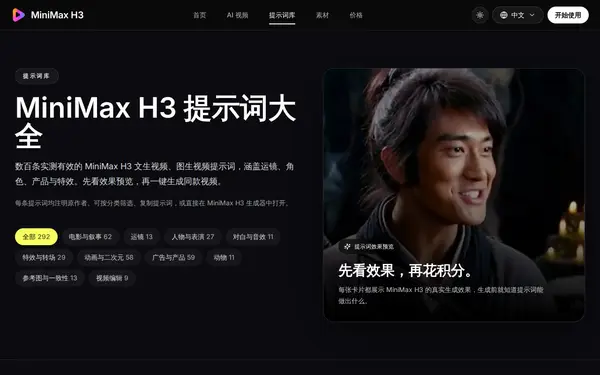 MiniMax H3
首页
AI 视频
提示词库
素材
价格
中文
开始使用
提示词库
MiniMax H3 提示词大
全
数百条实测有效的 MiniMax H3 文生视频、图生视频提示词，涵盖运镜、角
色、产品与特效。先看效果预览，再一键生成同款视频。
每条提示词均注明原作者。可按分类筛选、复制提示词，或直接在 MiniMax H3 生成器中打开。
全部 292
电影与叙事 62
运镜 13
人物与表演 27
对白与音效 11
特效与转场 29
动画与二次元 58
广告与产品 59
动物 11
参考图与一致性 13
视频编辑 9
提示词效果预览
先看效果，再花积分。
每张卡片都展示 MiniMax H3 的真实生成效果，生成前就知道提示词能
做出什么。